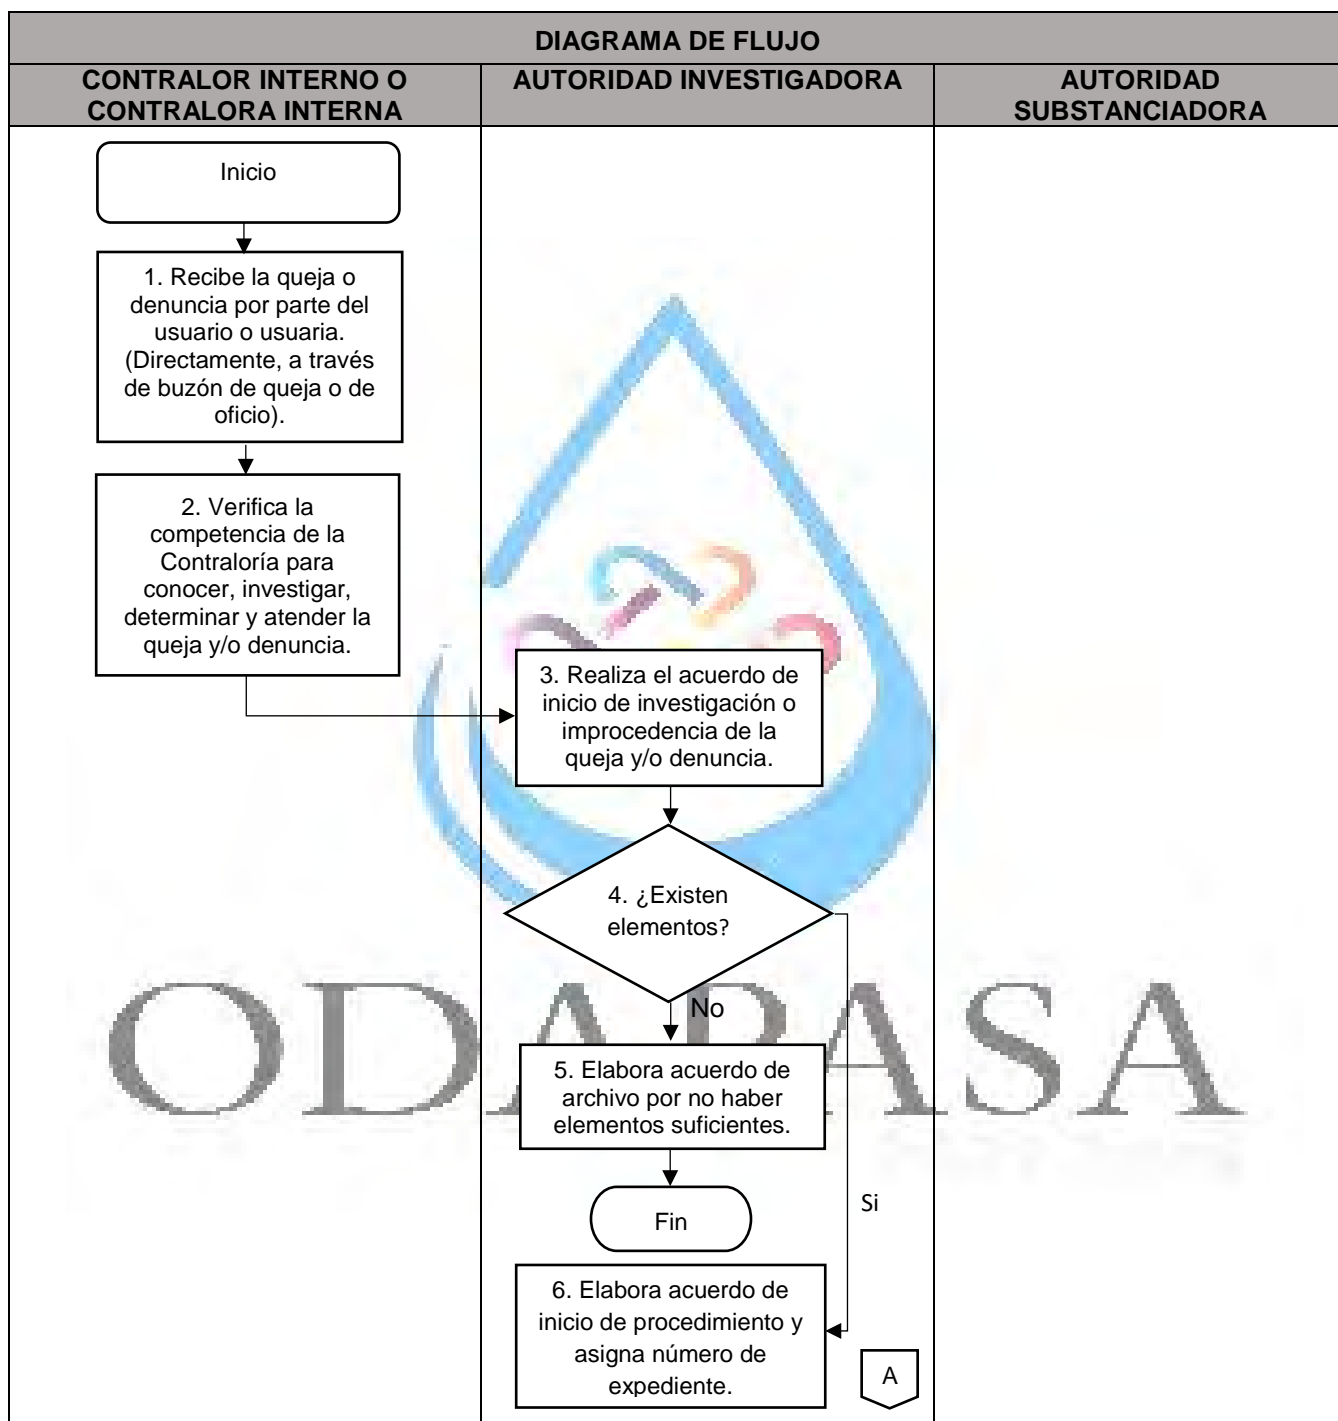 DIAGRAMA DE FLUJO
CONTRALOR INTERNO O
CONTRALORA INTERNA
AUTORIDAD INVESTIGADORA
AUTORIDAD
SUBSTANCIADORA
Inicio
1. Recibe la queja o
denuncia por parte del
usuario o usuaria.
(Directamente, a través
de buzón de queja o de
oficio).
2. Verifica la
competencia de la
Contraloría para
conocer, investigar,
determinar y atender la
queja y/o denuncia.
3. Realiza el acuerdo de
inicio de investigación o
improcedencia de la
queja y/o denuncia.
4. ¿Existen
elementos?
No
5. Elabora acuerdo de
archivo por no haber
elementos suficientes.
Si
Fin
6. Elabora acuerdo de
inicio de procedimiento y
asigna número de
expediente.
A
ODAPASA